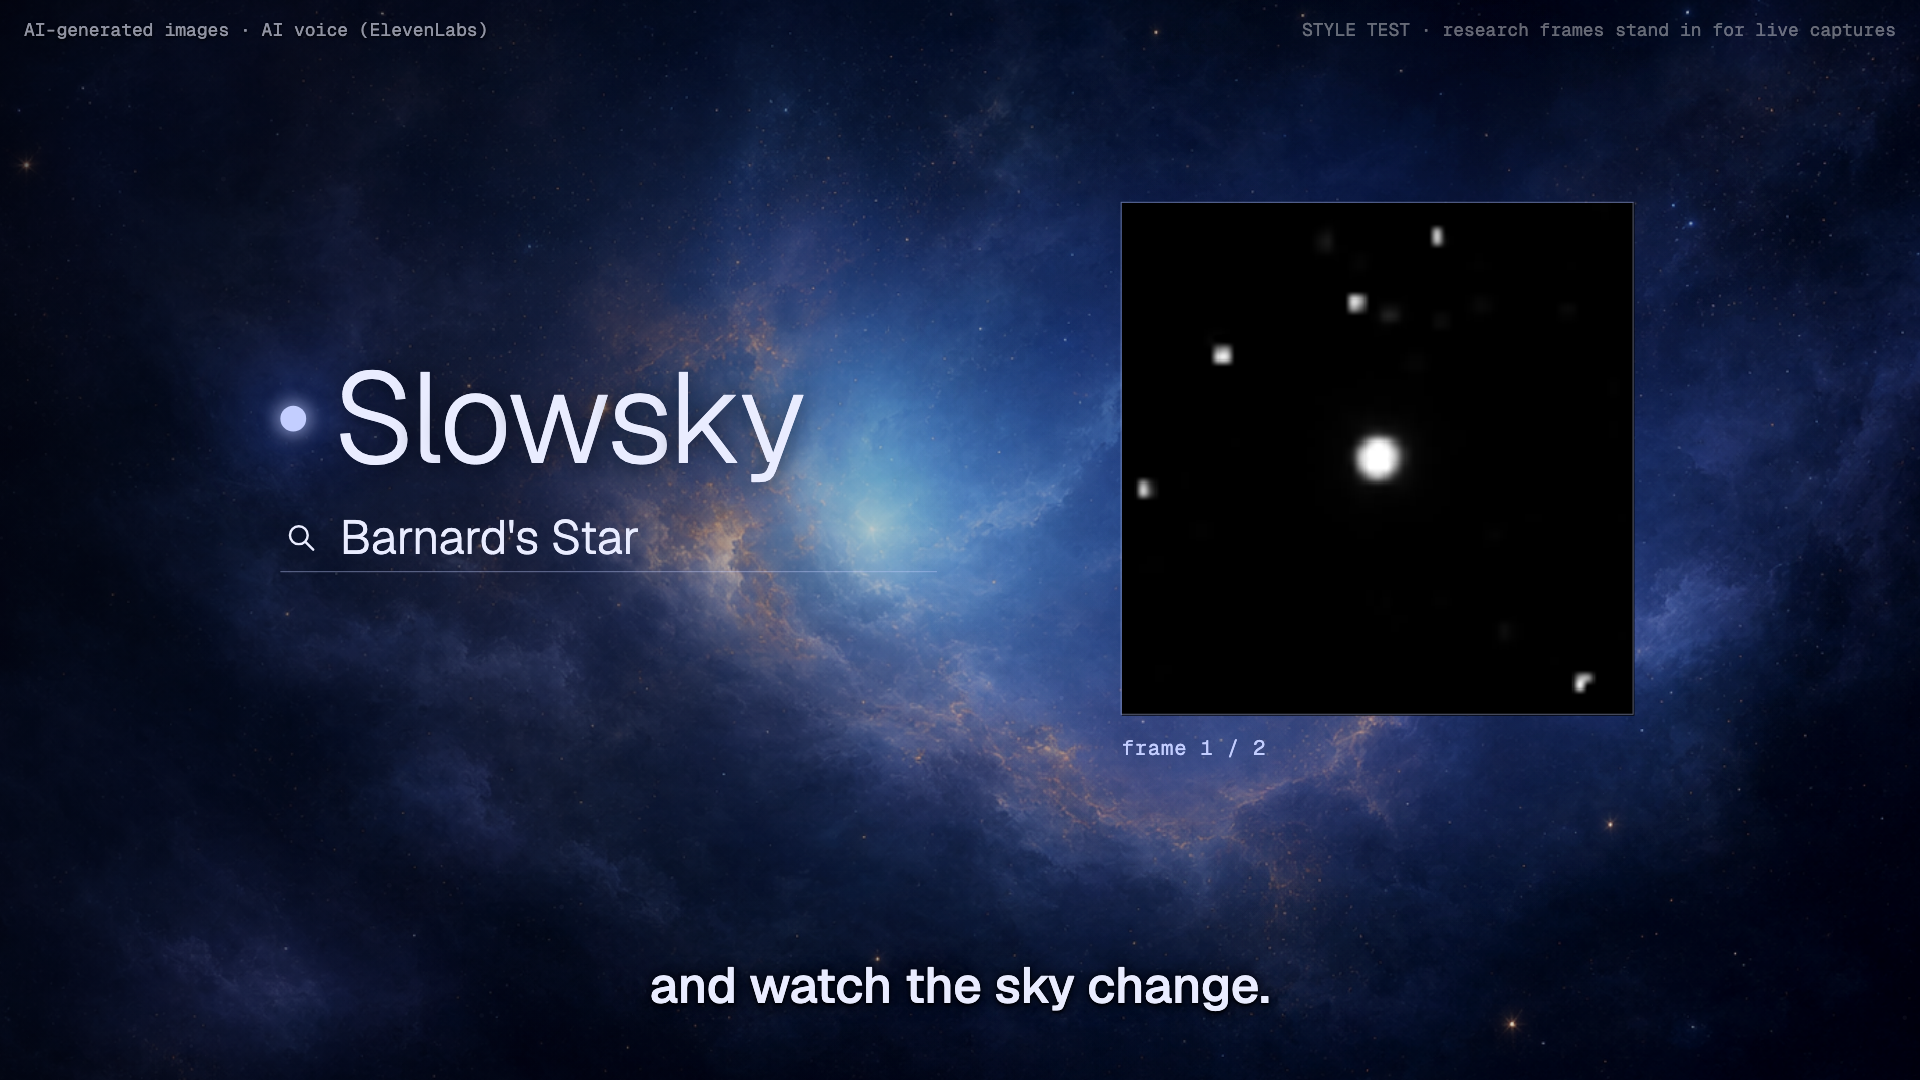 AI-generated images · AI voice (ElevenLabs)
STYLE TEST · research frames stand in for live captures
Slowsky
Barnard's Star
frame 1 / 2
and watch the sky change.